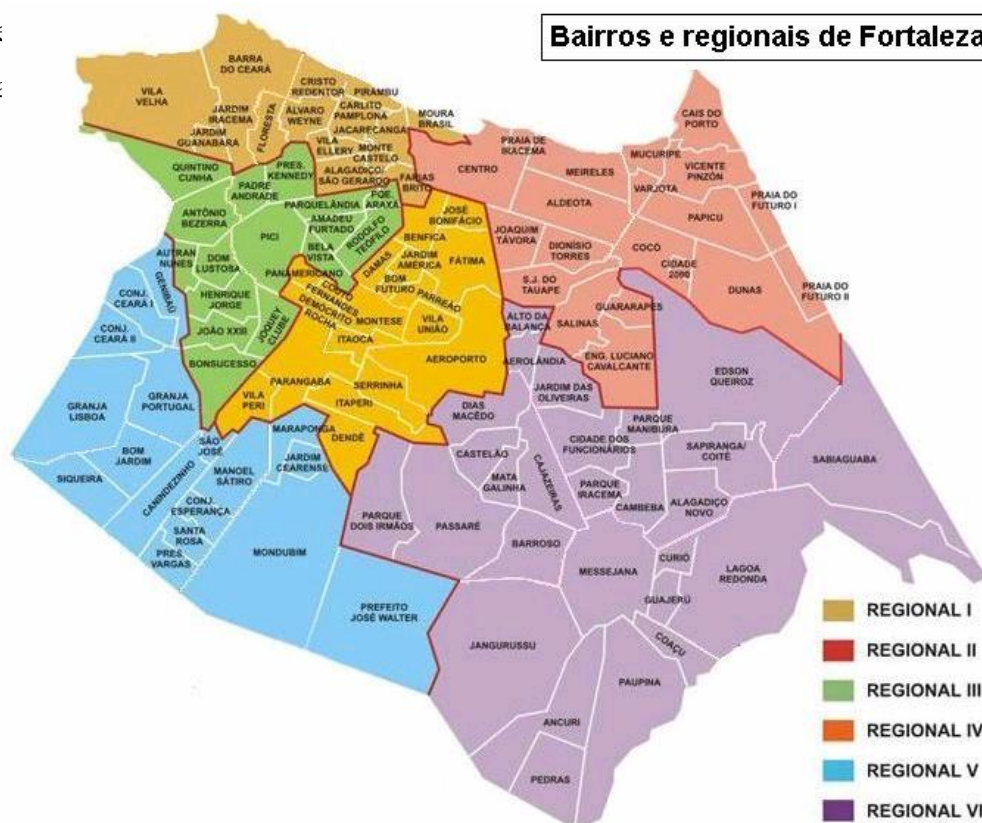 Bairros e regionais de Fortaleza
BARRA
DO CEARÁ
VILA
VELHA
CRISTO
REDENTOR
PIRAMBU
JARDIM
IRACEMA
FLORESTA
ÁLVARO
WEYNE
CARLITO
PAMPLONA
JACARECANGA
MOURA
BRASIL
JARDIM
GUANABARA
VILA
ELLERY
MONTE
CASTELO
ALAGADIÇO/
SÃO GERARDO
FARIAS
BRITO
CAIS DO
PORTO
PRAIA DE
IRACEMA
CENTRO
MEIRELES
MUCURIPE
VARJOTA
VICENTE
PINZÓN
PRAIA DO
FUTURO I
ALDEOTA
PAPICU
JOAQUIM
TÁVORA
DIONÍSIO
TORRES
COCÓ
CIDADE
2000
DUNAS
PRAIA DO
FUTURO II
S.J. DO
TAUAPE
GUARARAPES
SALINAS
ENG. LUCIANO
CAVALCANTE
QUINTINO
CUNHA
PRES.
KENNEDY
PADRE
ANDRADE
PARQUELÂNDIA
PQE.
ARAXÁ
ANTÔNIO
BEZERRA
PICI
AMADEU
FURTADO
RODOLFO
TEÓFILO
BELA
VISTA
AUTRAN
NUNES
DOM
LUSTOSA
PANAMERICANO
HENRIQUE
JORGE
JOÃO XXIII
JOQUEY
CLUBE
BONSUCESSO
JOSÉ
BONIFÁCIO
BENFICA
DAMAS
JARDIM
AMÉRICA
FÁTIMA
BOM
FUTURO
PARREÃO
COUTO
FERNANDES
DEMÓCRITO
ROCHA
MONTESE
VILA
UNIÃO
ITAOCA
AEROPORTO
PARANGABA
SERRINHA
VILA
PERI
ITAPERI
DENDÊ
GENIBAÚ
CONJ.
CEARÁ I
CONJ.
CEARÁ II
GRANJA
PORTUGAL
GRANJA
LISBOA
BOM
JARDIM
SIQUEIRA
CANINDEZINHO
SÃO
JOSÉ
MARAPONGA
JARDIM
CEARENSE
MANOEL
SÁTIRO
CONJ.
ESPERANÇA
SANTA
ROSA
PRES.
VARGAS
MONDUBIM
PREFEITO
JOSÉ WALTER
ALTO DA
BALANÇA
AEROLÂNDIA
JARDIM DAS
OLIVEIRAS
EDSON
QUEIROZ
DIAS
MACÊDO
PARQUE
MANIBURA
CIDADE DOS
FUNCIONÁRIOS
SAPIRANGA/
COITÉ
SABIAGUABA
CASTELÃO
MATA
GALINHA
CAJAZEIRAS
PARQUE
IRACEMA
CAMBEBA
ALAGADIÇO
NOVO
PARQUE
DOIS IRMÃOS
PASSARÉ
BARROSO
MESSEJANA
CURIÓ
LAGOA
REDONDA
GUAJERÚ
COAÇU
JANGURUSSU
PAUPINA
ANCURI
PEDRAS
REGIONAL I
REGIONAL II
REGIONAL III
REGIONAL IV
REGIONAL V
REGIONAL VI